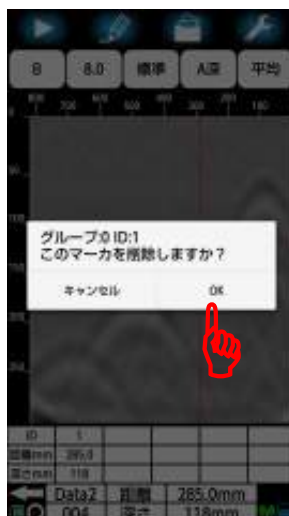 8 8.0 標準 A深 平均
グループ:0 ID:1
このマーカを削除しますか?
キャンセル OK
ID 1
距離mm 285.0
深さmm 118
Data2 距離 285.0mm
004 深さ 118mm